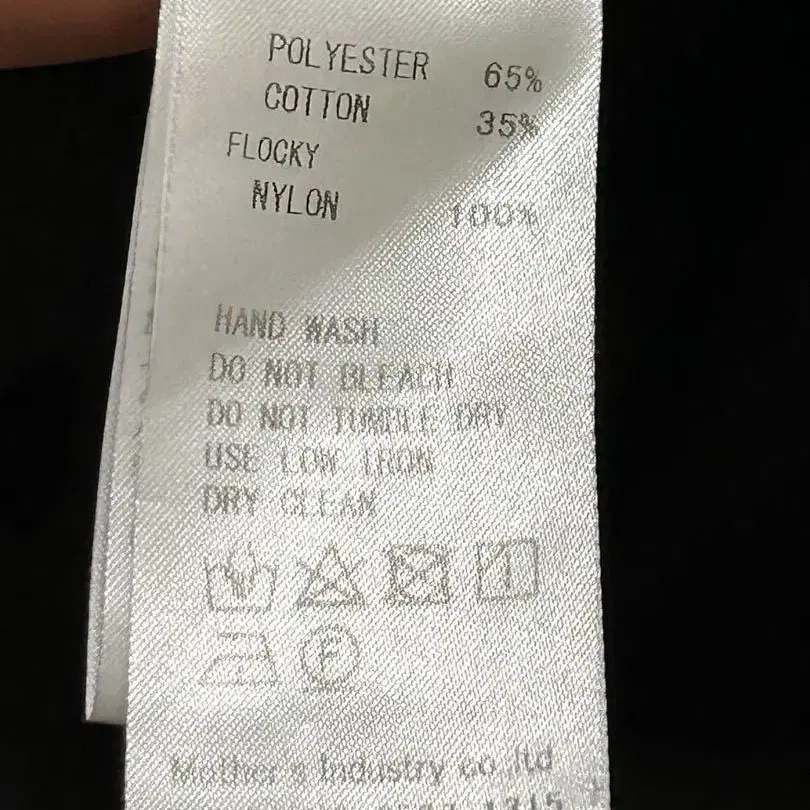 POLYESTER 65%
COTTON 35%
FLOCKY
NYLON 100%
HAND WASH
DO NOT BLEACH
DO NOT TUMBLE DRY
USE LOW IRON
DRY CLEAN
F
Mother's Industry co.,ltd